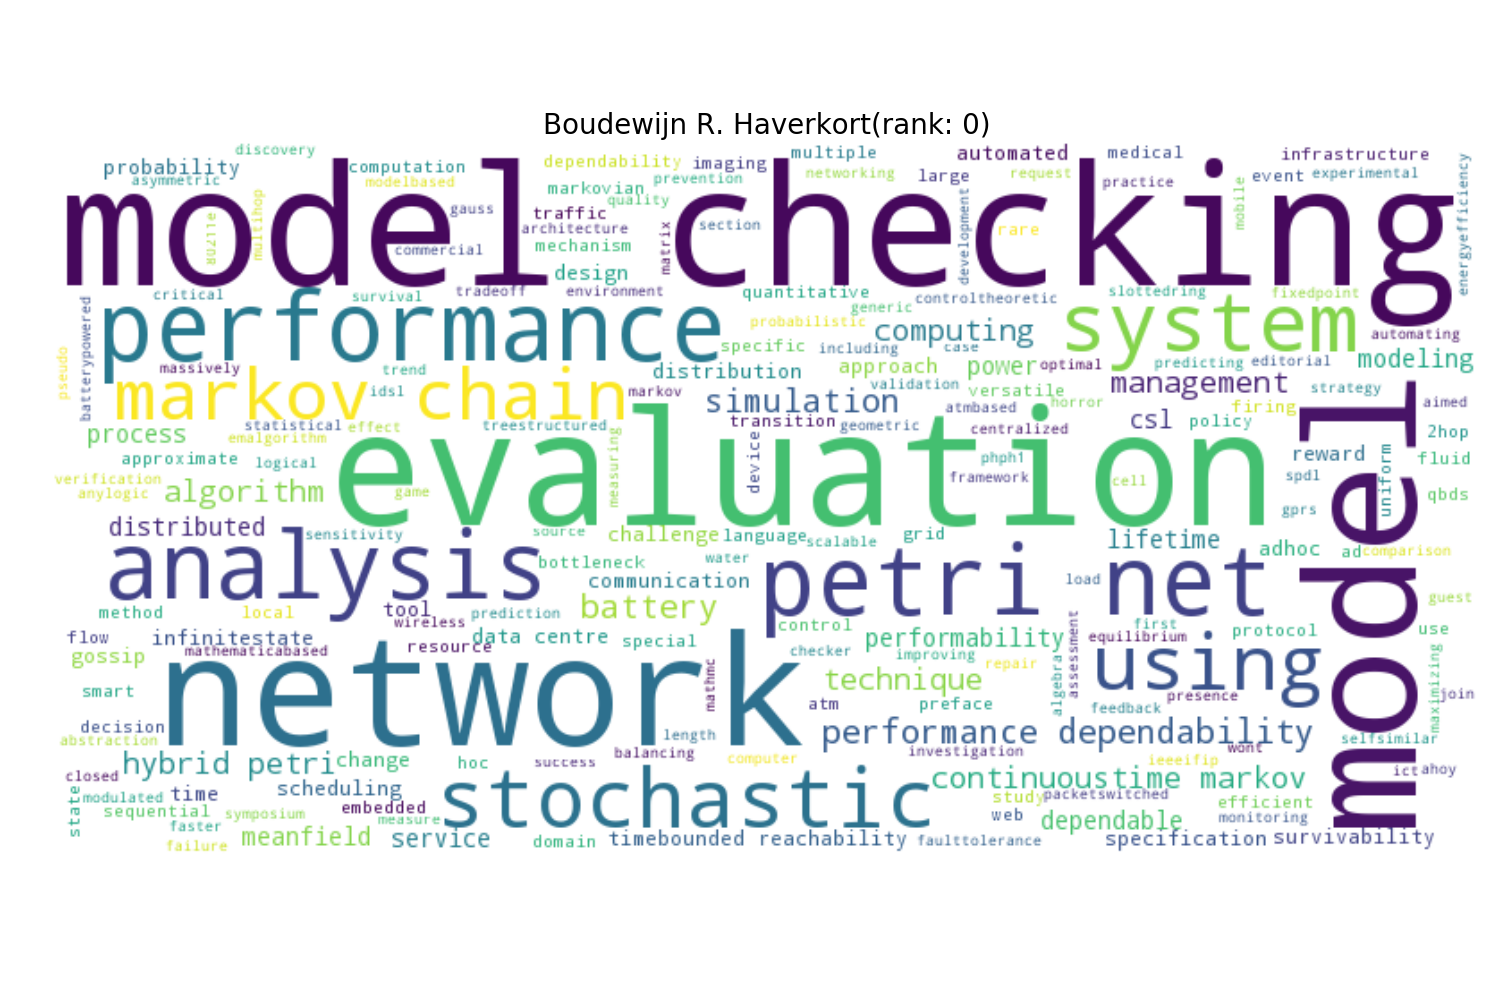 Boudewijn R. Haverkort(rank: 0)
discovery
probability
computation
dependability imaging
multiple
automated
medical
infrastructure
asymmetric
modelbased
markovian
prevention
networking
large
request
practice
event experimental
model checking
quality
gauss
traffic
architecture
section
rare
mobile
energyefficiency
multihop
commercial
mechanism
matrix
development
design
critical
survival
tradeoff
environment
quantitative
generic
controltheoretic
slottedring
fixedpoint
performance
probabilistic
computing
system
automating
batterypowered
pseudo
specific
including
case
massively
trend
distribution
approach
power
optimal
predicting
editorial
modeling
markov chain
idsl
markov
simulation
validation
versatile
management
strategy
horror
firing
aimed
atmbased
statistical
effect
treestructured
transition
geometric
centralized
csl
policy
2hop
process
emalgorithm
evaluation
approximate
logical
measuring
device
phph1
reward
fluid
verification
framework
spdl
uniform
anylogic
algorithm
game
cell
qbds
gprs
model
distributed
sensitivity
source
challenge
language
scalable
grid
lifetime
adhoc
ad
comparison
analysis
bottleneck
water
petri net
communication
load
battery
guest
method
local
tool
prediction
wireless
control
first
flow
infinitestate
data centre
special
performability
equilibrium
protocol
use
gossip
mathematicabased
resource
checker
improving
assessment
network
using
repair
smart
mathmc
technique
algebra
presence
maximizing
join
decision
atm
preface
feedback
abstraction
length
performance dependability
selfsimilar
hybrid petri
change
hoc
success
balancing
computer
investigation
wont
ieeeifip
closed
stochastic
continuoustime markov
ict
ahoy
state
modulated
time
scheduling
study
packetswitched
sequential
symposium
embedded
web
efficient
faster
measure
dependable
monitoring
failure
meanfield
service
domain
timebounded reachability
faulttolerance
specification
survivability